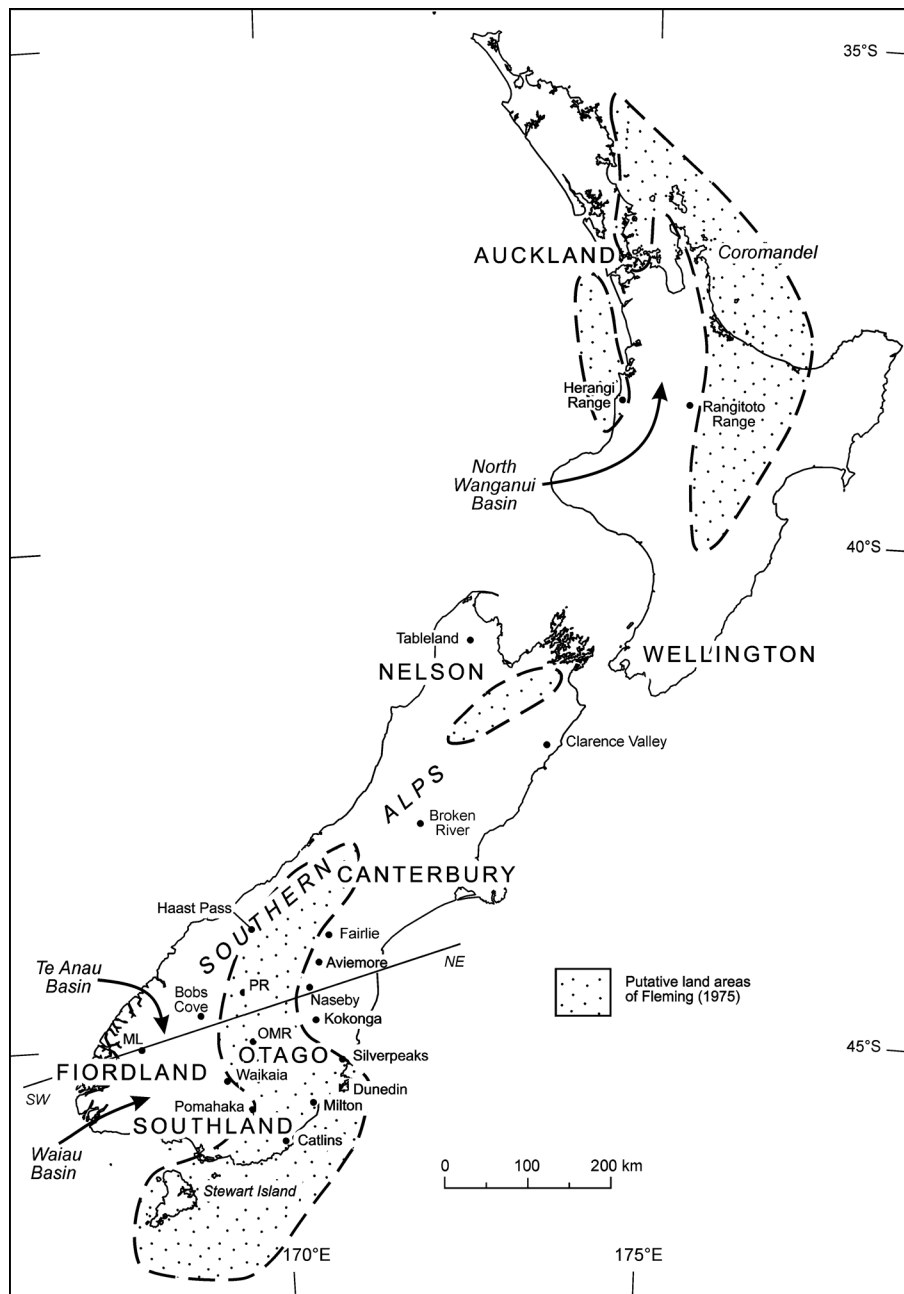 35°S
AUCKLAND
Coromandel
Herangi
Range
Rangitoto
Range
North
Wanganui
Basin
40°S
Tableland
NELSON
WELLINGTON
Clarence Valley
SOUTHERN ALPS
Broken
River
CANTERBURY
Haast Pass
Fairlie
Aviemore
NE
Te Anau
Basin
Bobs
Cove
PR
Naseby
Kokonga
Putative land areas
of Fleming (1975)
ML
OMR
OTAGO
Silverpeaks
45°S
FIORDLAND
Waikaia
Dunedin
SW
Pomahaka
Milton
SOUTHLAND
Catlins
Waiau
Basin
Stewart Island
0 100 200 km
170°E
175°E